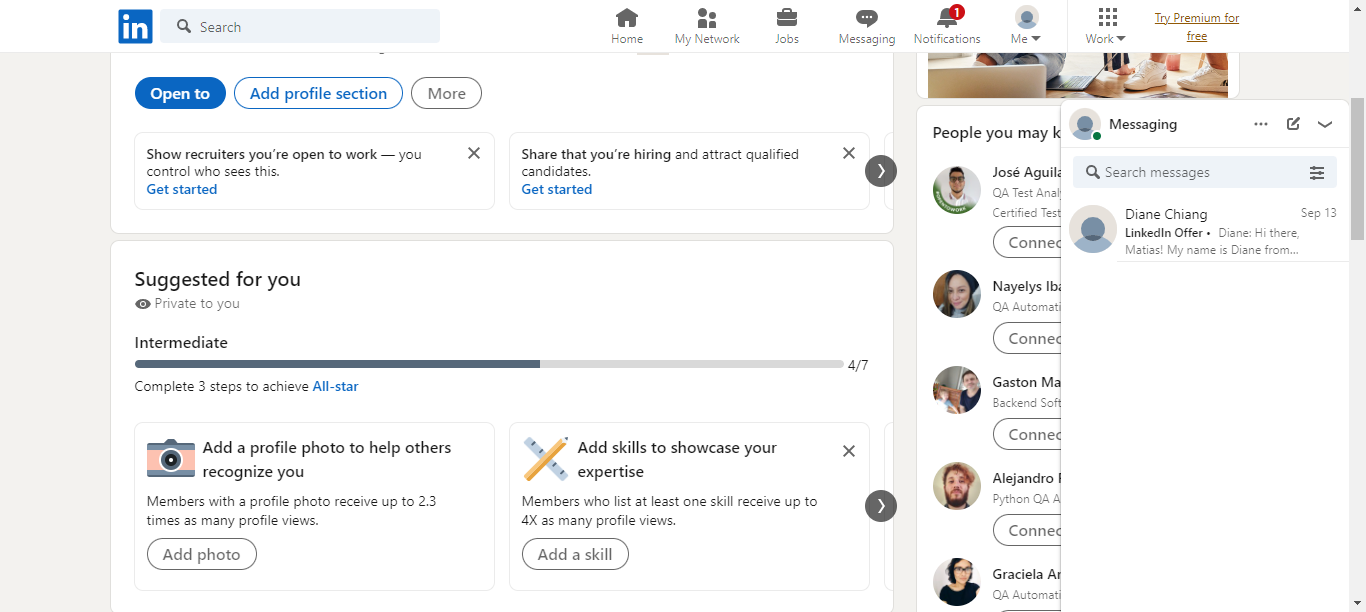 in
Search
Home
My Network
Jobs
Messaging
1
Notifications
Me
Work
Try Premium for
free
Open to
Add profile section
More
Show recruiters you're open to work — you
control who sees this.
Get started
Share that you're hiring and attract qualified
candidates.
Get started
Suggested for you
Private to you
Intermediate
4/7
Complete 3 steps to achieve All-star
Add a profile photo to help others
recognize you
Members with a profile photo receive up to 2.3
times as many profile views.
Add photo
Add skills to showcase your
expertise
Members who list at least one skill receive up to
4X as many profile views.
Add a skill
People you may k
José Aguila
QA Test Analy
Certified Test
Connec
Nayelys Iba
QA Automati
Connec
Gaston Ma
Backend Soft
Connec
Alejandro
Python QA A
Connec
Graciela Ar
QA Automati
Messaging
Search messages
Diane Chiang
Sep 13
LinkedIn Offer • Diane: Hi there,
Matias! My name is Diane from...